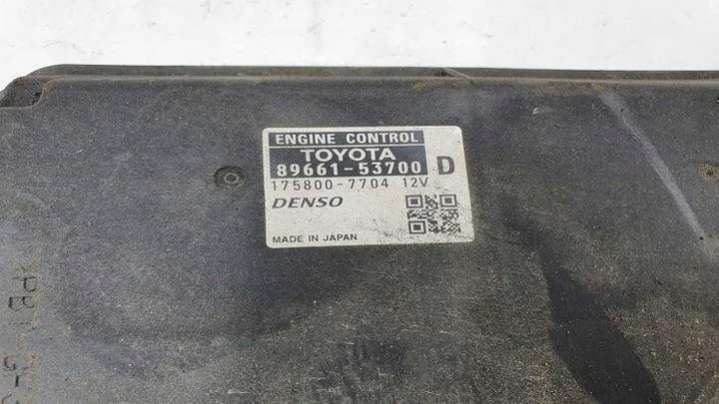 ENGINE CONTROL
TOYOTA
89661-53700 D
175800-7704 12V
DENSO
MADE IN JAPAN